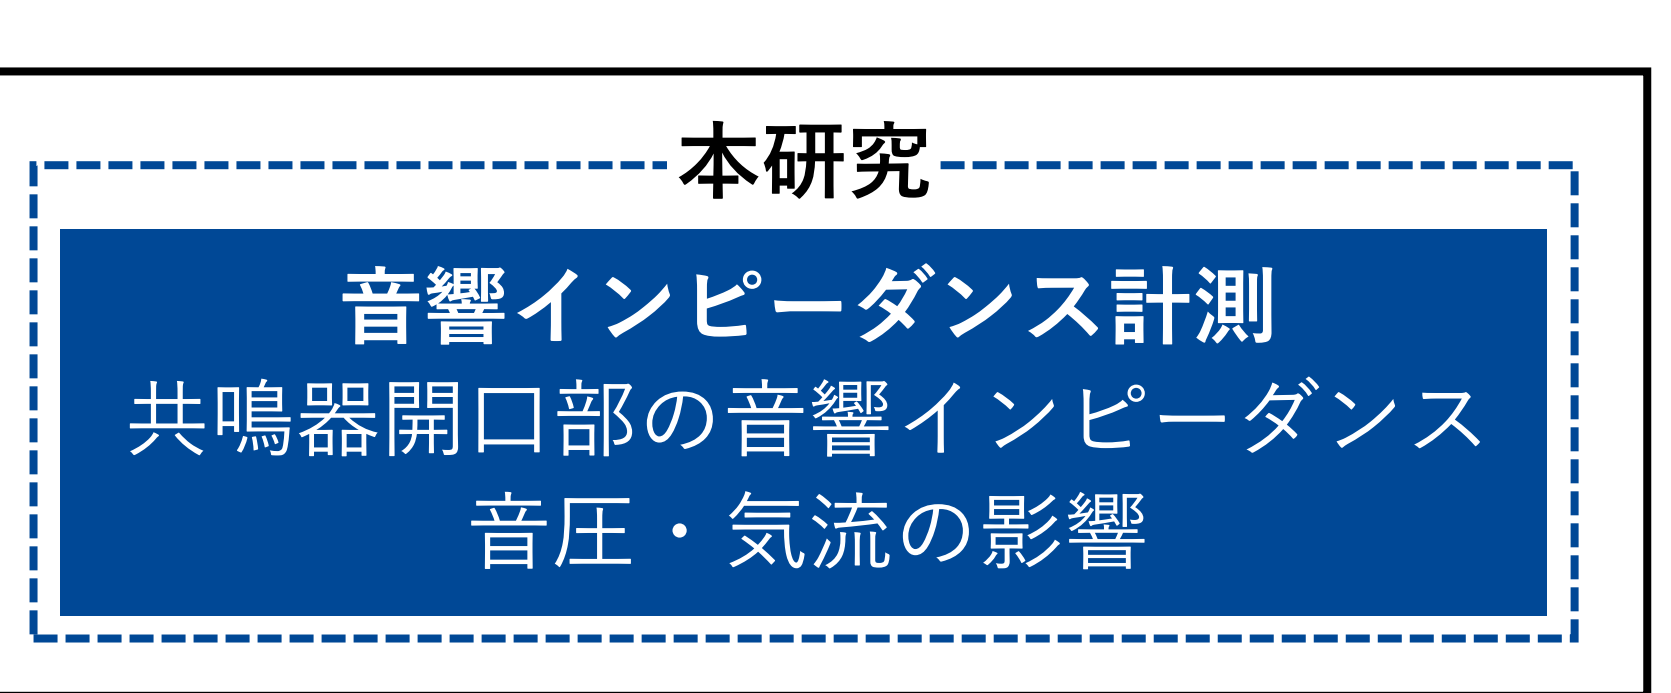 本研究
音響インピーダンス計測
共鳴器開口部の音響インピーダンス
音圧・気流の影響